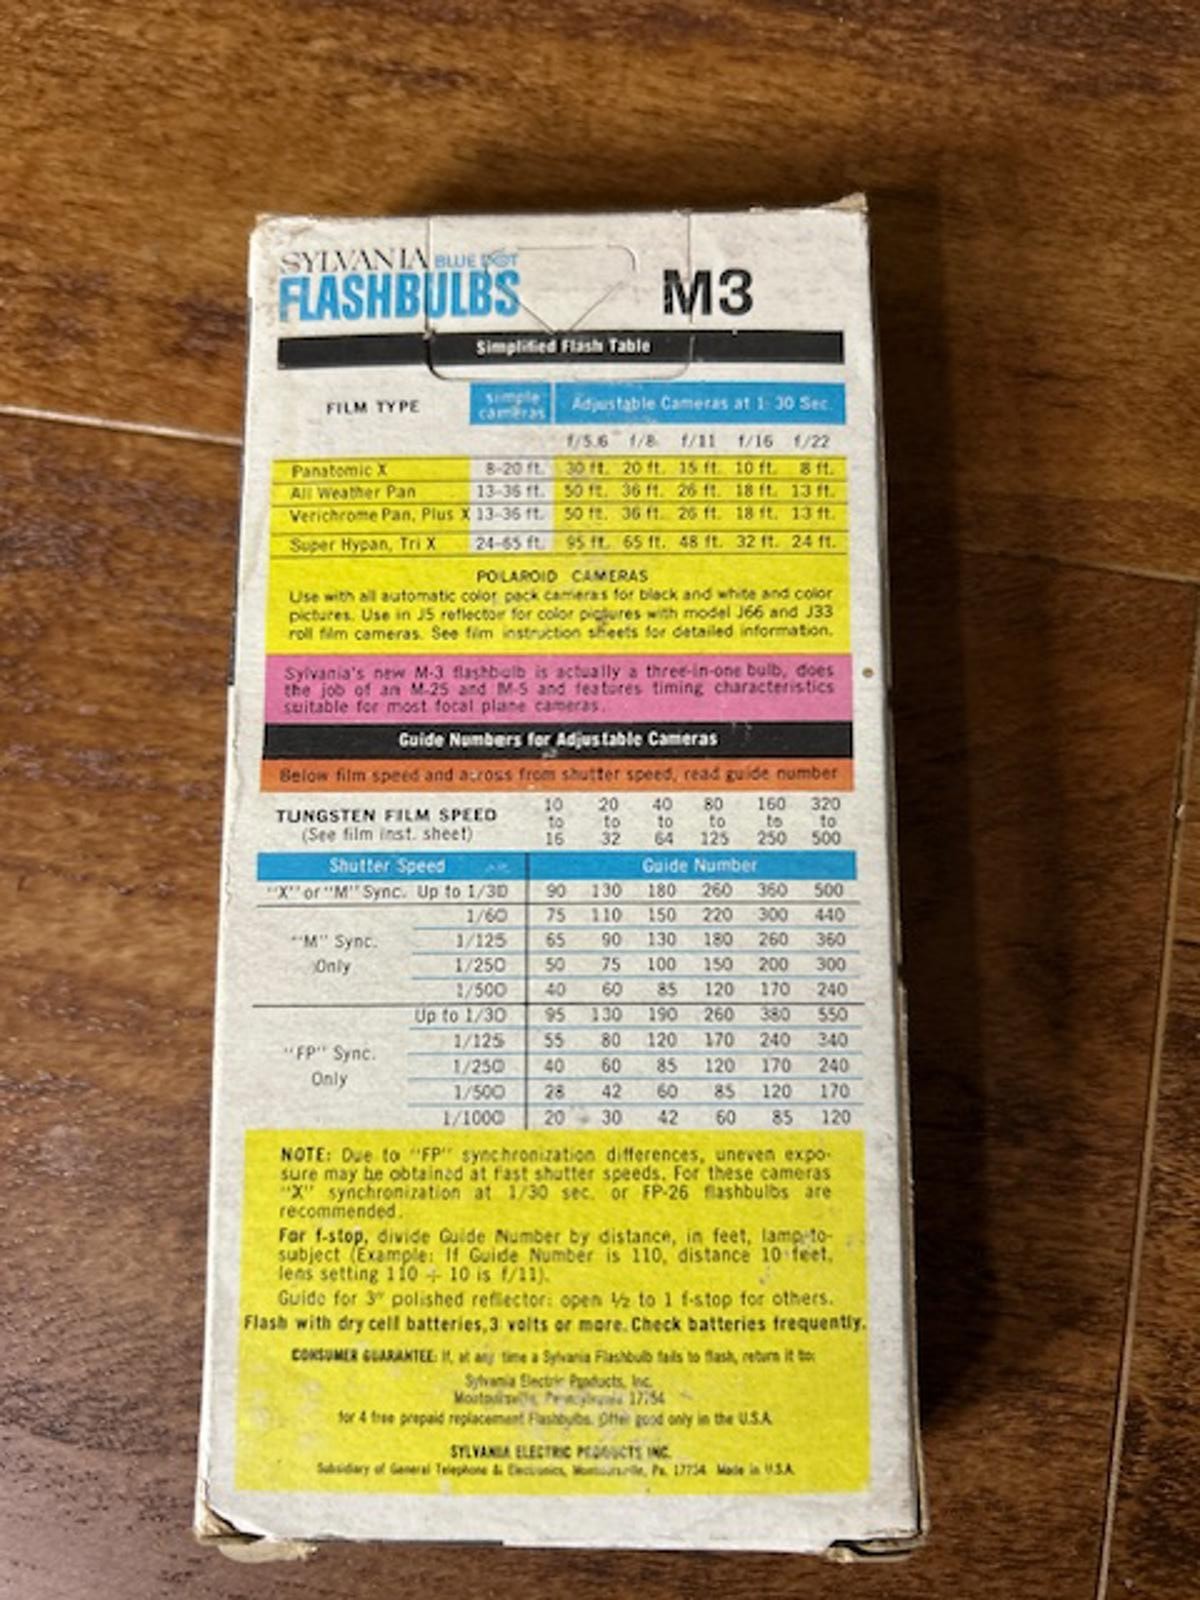 SYLVANIA BLUE DOT
FLASHBULBS M3
Simplified Flash Table
FILM TYPE simple cameras Adjustable Cameras at 1/30 Sec.
f/5.6 f/8 f/11 f/16 f/22
Panatomic X 8-20 ft. 30 ft. 20 ft. 15 ft. 10 ft. 8 ft.
All Weather Pan 13-36 ft. 50 ft. 36 ft. 26 ft. 18 ft. 13 ft.
Verichrome Pan, Plus X 13-36 ft. 50 ft. 36 ft. 26 ft. 18 ft. 13 ft.
Super Hypan, Tri X 24-65 ft. 95 ft. 65 ft. 48 ft. 32 ft. 24 ft.
POLAROID CAMERAS
Use with all automatic color pack cameras for black and white and color
pictures. Use in J5 reflector for color pictures with model J66 and J33
roll film cameras. See film instruction sheets for detailed information.
Sylvania's new M-3 flashbulb is actually a three-in-one bulb, does
the job of an M-25 and M-5 and features timing characteristics
suitable for most focal plane cameras.
Guide Numbers for Adjustable Cameras
Below film speed and across from shutter speed, read guide number
TUNGSTEN FILM SPEED 10 20 40 80 160 320
(See film inst. sheet) to to to to to to
16 32 64 125 250 500
Shutter Speed Guide Number
"X" or "M" Sync. Up to 1/30 90 130 180 260 360 500
1/60 75 110 150 220 300 440
"M" Sync. 1/125 65 90 130 180 260 360
Only 1/250 50 75 100 150 200 300
1/500 40 60 85 120 170 240
Up to 1/30 95 130 190 260 380 550
1/125 55 80 120 170 240 340
"FP" Sync. 1/250 40 60 85 120 170 240
Only 1/500 28 42 60 85 120 170
1/1000 20 30 42 60 85 120
NOTE: Due to "FP" synchronization differences, uneven expo-
sure may be obtained at fast shutter speeds. For these cameras
"X" synchronization at 1/30 sec. or FP-26 flashbulbs are
recommended.
For f-stop, divide Guide Number by distance, in feet, lamp-to-
subject (Example: If Guide Number is 110, distance 10 feet,
lens setting 110 ÷ 10 is f/11).
Guide for 3" polished reflector: open ½ to 1 f-stop for others.
Flash with dry cell batteries, 3 volts or more. Check batteries frequently.
CONSUMER GUARANTEE: If, at any time a Sylvania Flashbulb fails to flash, return it to:
Sylvania Electric Products, Inc.
Montoursville, Pennsylvania 17754
for 4 free prepaid replacement Flashbulbs. Offer good only in the U.S.A.
SYLVANIA ELECTRIC PRODUCTS INC.
Subsidiary of General Telephone & Electronics, Montoursville, Pa. 17754 Made in U.S.A.